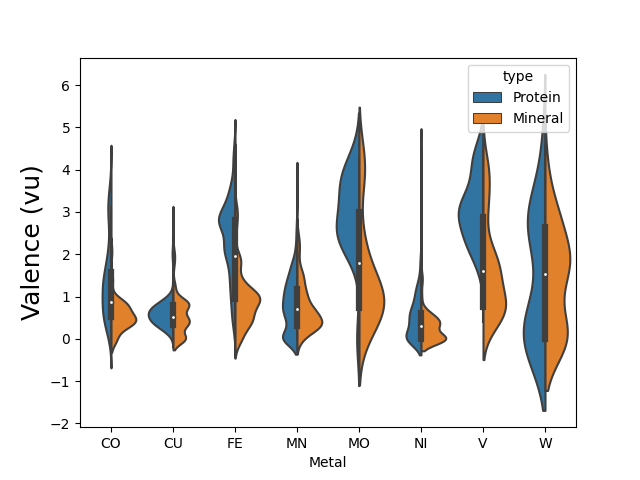 type
Protein
Mineral
Valence (vu)
6
5
4
3
2
1
0
−1
−2
CO CU FE MN MO NI V W
Metal